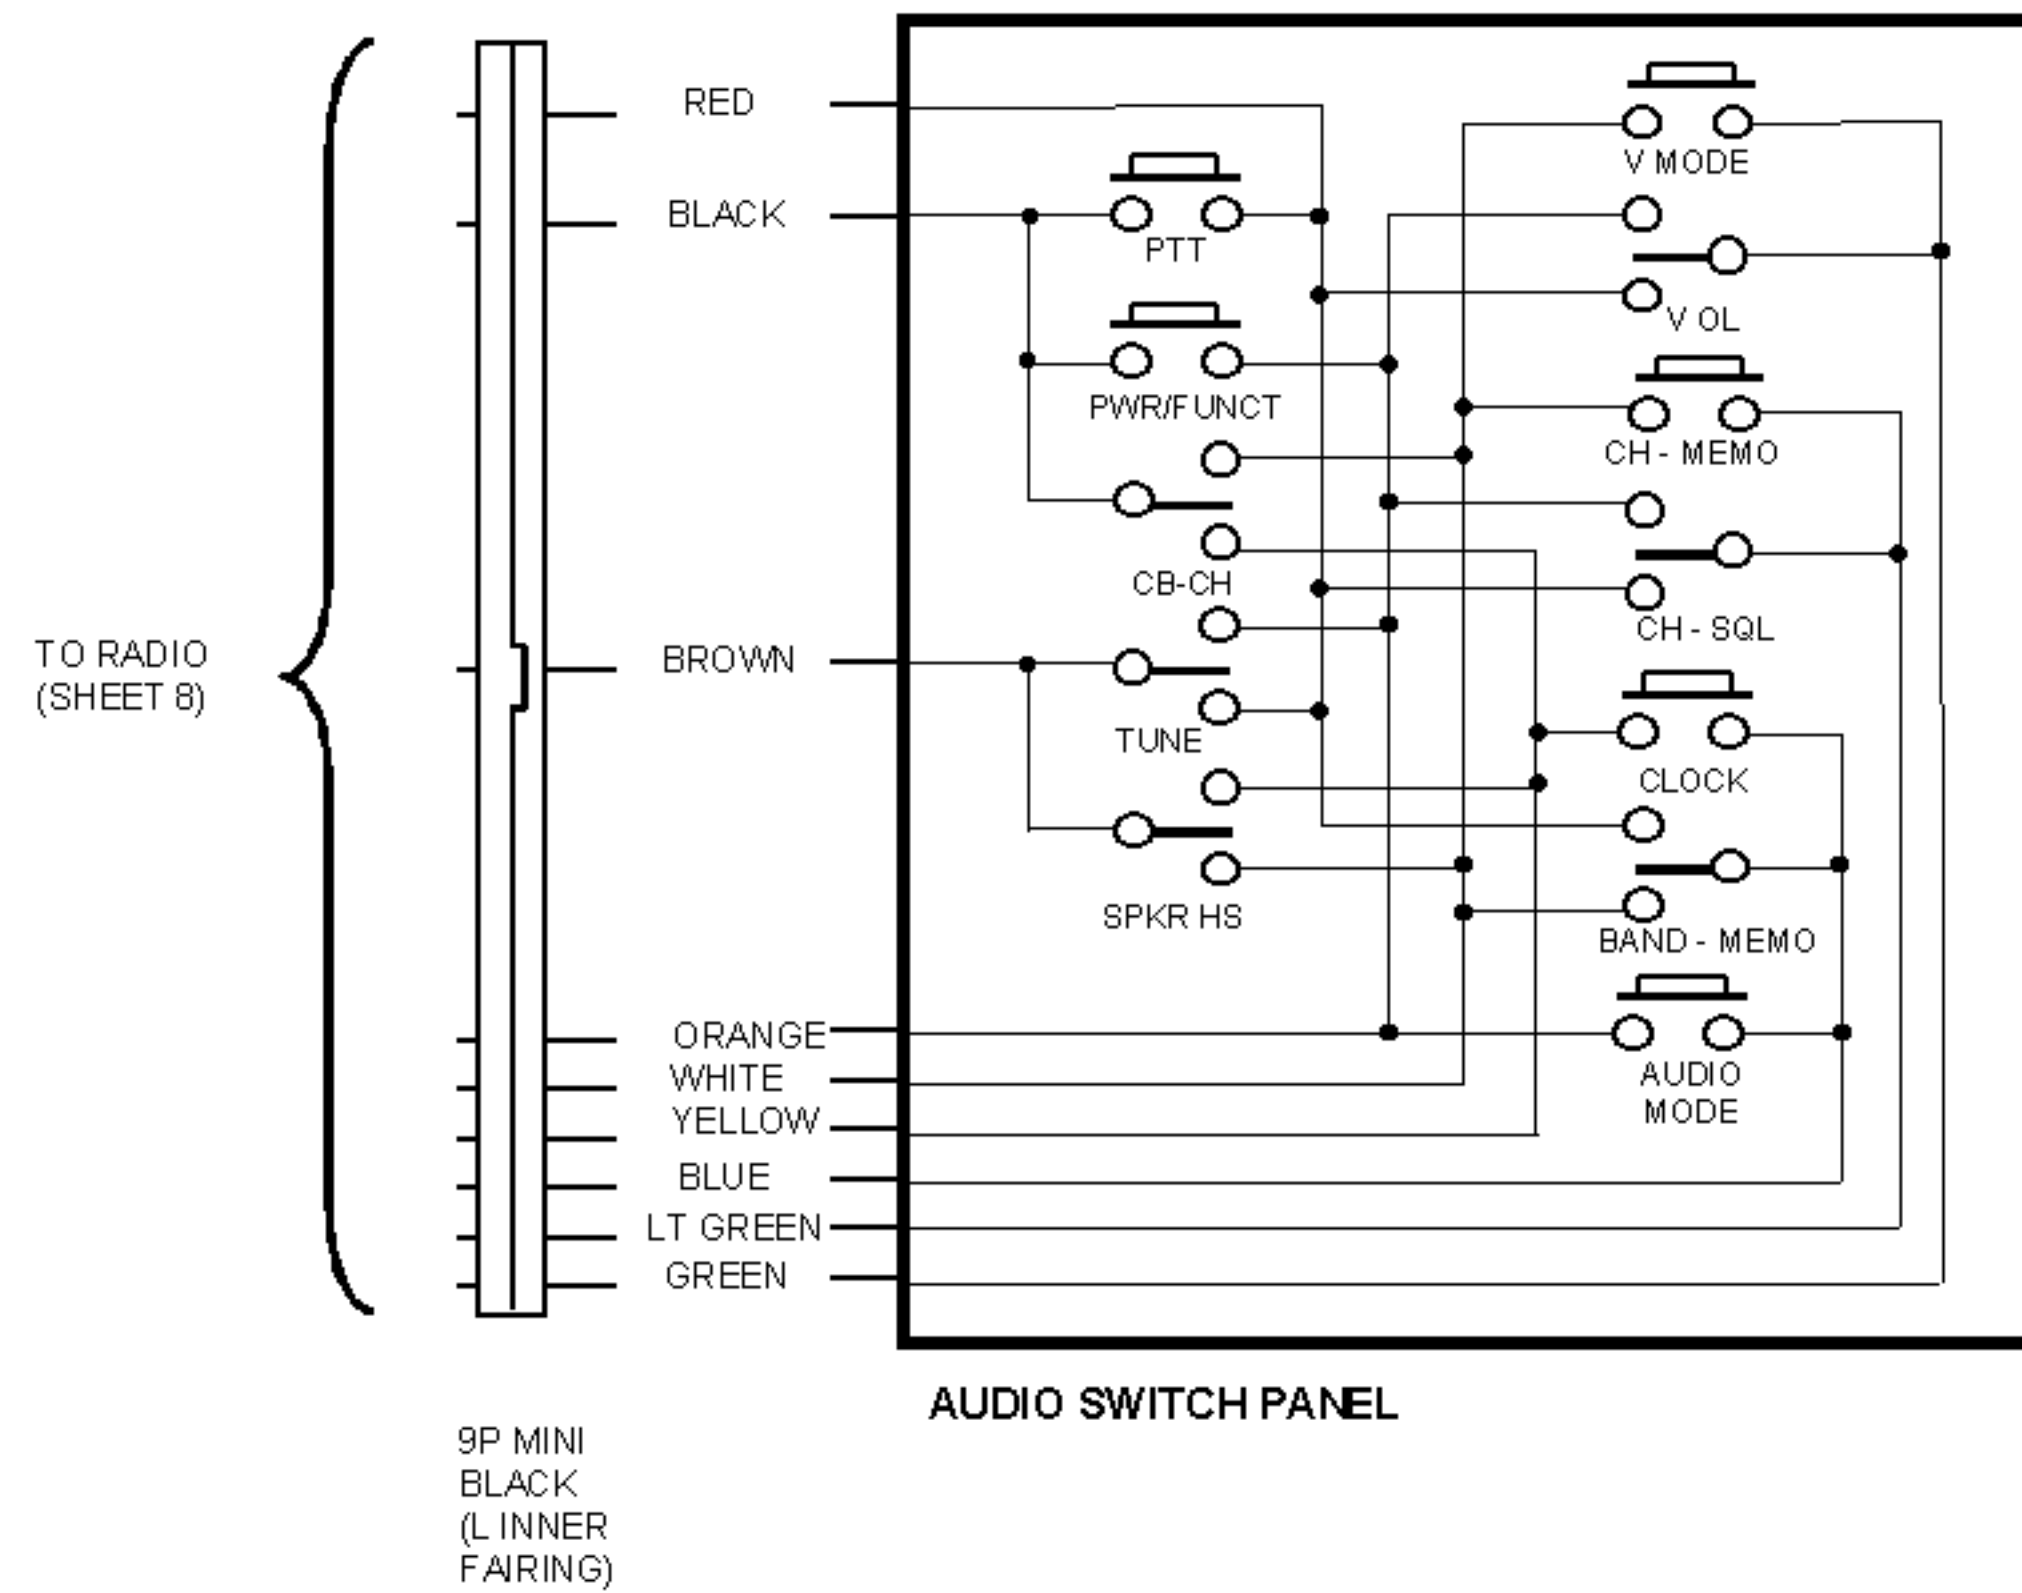 RED
BLACK
BROWN
TO RADIO
(SHEET 8)
ORANGE
WHITE
YELLOW
BLUE
LT GREEN
GREEN
PTT
PWR/FUNCT
CB-CH
TUNE
SPKR HS
V MODE
VOL
CH - MEMO
CH - SQL
CLOCK
BAND - MEMO
AUDIO
MODE
AUDIO SWITCH PANEL
9P MINI
BLACK
(L INNER
FAIRING)